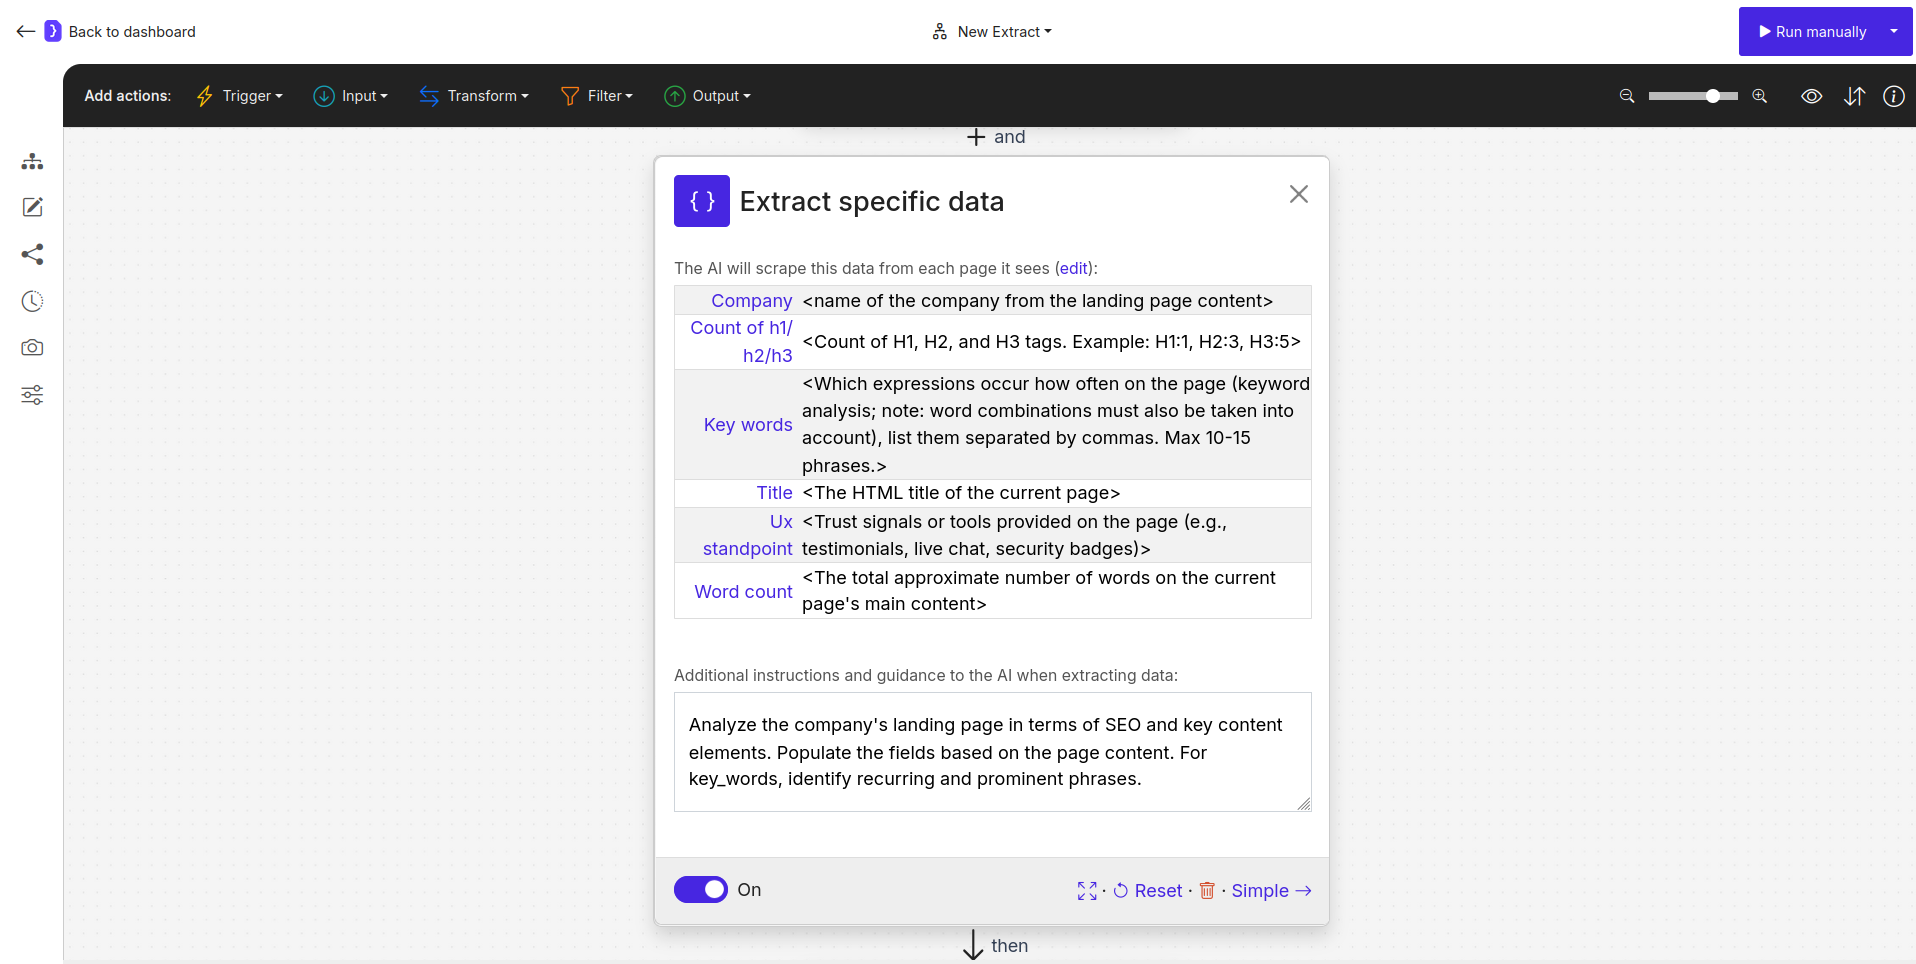 Back to dashboard
New Extract
Run manually
Add actions:
Trigger
Input
Transform
Filter
Output
and
{ } Extract specific data
The AI will scrape this data from each page it sees (edit):
Company
<name of the company from the landing page content>
Count of h1/
h2/h3
<Count of H1, H2, and H3 tags. Example: H1:1, H2:3, H3:5>
Key words
<Which expressions occur how often on the page (keyword
analysis; note: word combinations must also be taken into
account), list them separated by commas. Max 10-15
phrases.>
Title
<The HTML title of the current page>
Ux
standpoint
<Trust signals or tools provided on the page (e.g.,
testimonials, live chat, security badges)>
Word count
<The total approximate number of words on the current
page's main content>
Additional instructions and guidance to the AI when extracting data:
Analyze the company's landing page in terms of SEO and key content
elements. Populate the fields based on the page content. For
key_words, identify recurring and prominent phrases.
On
· Reset · · Simple →
then